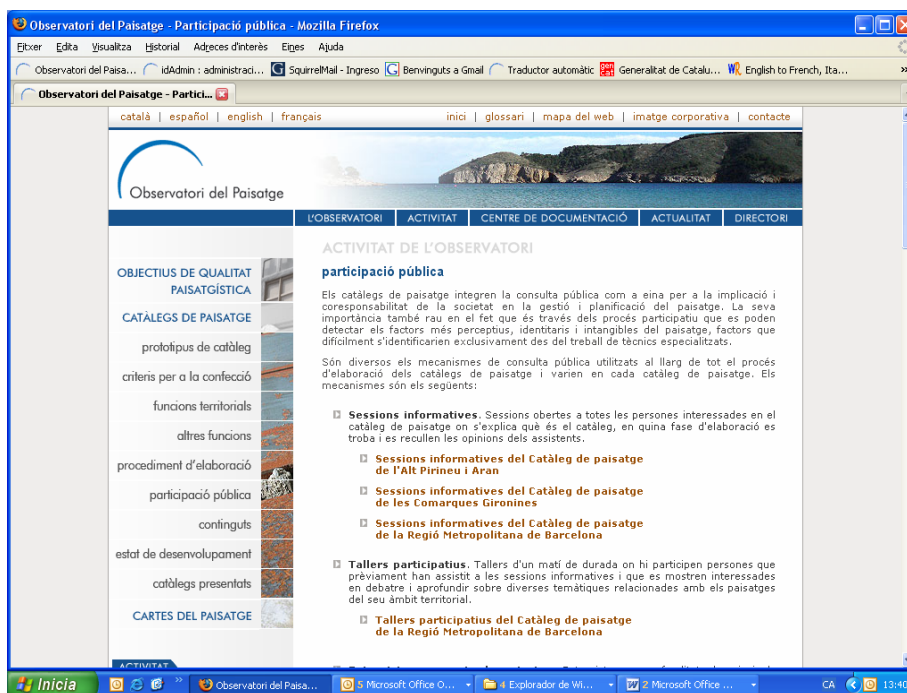 Observatori del Paisatge - Participació pública - Mozilla Firefox
Fitxer Edita Visualitza Historial Adreces d'interès Eines Ajuda
Observatori del Paisa... idAdmin : administraci... SquirrelMail - Ingreso Benvinguts a Gmail Traductor automàtic Generalitat de Catalu... English to French, Ita... »
Observatori del Paisatge - Partici...
català | español | english | français inici | glossari | mapa del web | imatge corporativa | contacte
Observatori del Paisatge
L'OBSERVATORI ACTIVITAT CENTRE DE DOCUMENTACIÓ ACTUALITAT DIRECTORI
OBJECTIUS DE QUALITAT
PAISATGÍSTICA
CATÀLEGS DE PAISATGE
prototipus de catàleg
criteris per a la confecció
funcions territorials
altres funcions
procediment d'elaboració
participació pública
continguts
estat de desenvolupament
catàlegs presentats
CARTES DEL PAISATGE
ACTIVITAT
ACTIVITAT DE L'OBSERVATORI
participació pública
Els catàlegs de paisatge integren la consulta pública com a eina per a la implicació i
coresponsabilitat de la societat en la gestió i planificació del paisatge. La seva
importància també rau en el fet que és través dels procés participatiu que es poden
detectar els factors més perceptius, identitaris i intangibles del paisatge, factors que
difícilment s'identificarien exclusivament des del treball de tècnics especialitzats.
Són diversos els mecanismes de consulta pública utilitzats al llarg de tot el procés
d'elaboració dels catàlegs de paisatge i varien en cada catàleg de paisatge. Els
mecanismes són els següents:
Sessions informatives. Sessions obertes a totes les persones interessades en el
catàleg de paisatge on s'explica què és el catàleg, en quina fase d'elaboració es
troba i es recullen les opinions dels assistents.
Sessions informatives del Catàleg de paisatge
de l'Alt Pirineu i Aran
Sessions informatives del Catàleg de paisatge
de les Comarques Gironines
Sessions informatives del Catàleg de paisatge
de la Regió Metropolitana de Barcelona
Tallers participatius. Tallers d'un matí de durada on hi participen persones que
prèviament han assistit a les sessions informatives i que es mostren interessades
en debatre i aprofundir sobre diverses temàtiques relacionades amb els paisatges
del seu àmbit territorial.
Tallers participatius del Catàleg de paisatge
de la Regió Metropolitana de Barcelona
Inicia » Observatori del Paisa... 5 Microsoft Office O... 4 Explorador de Wi... 2 Microsoft Office ... CA 13:40